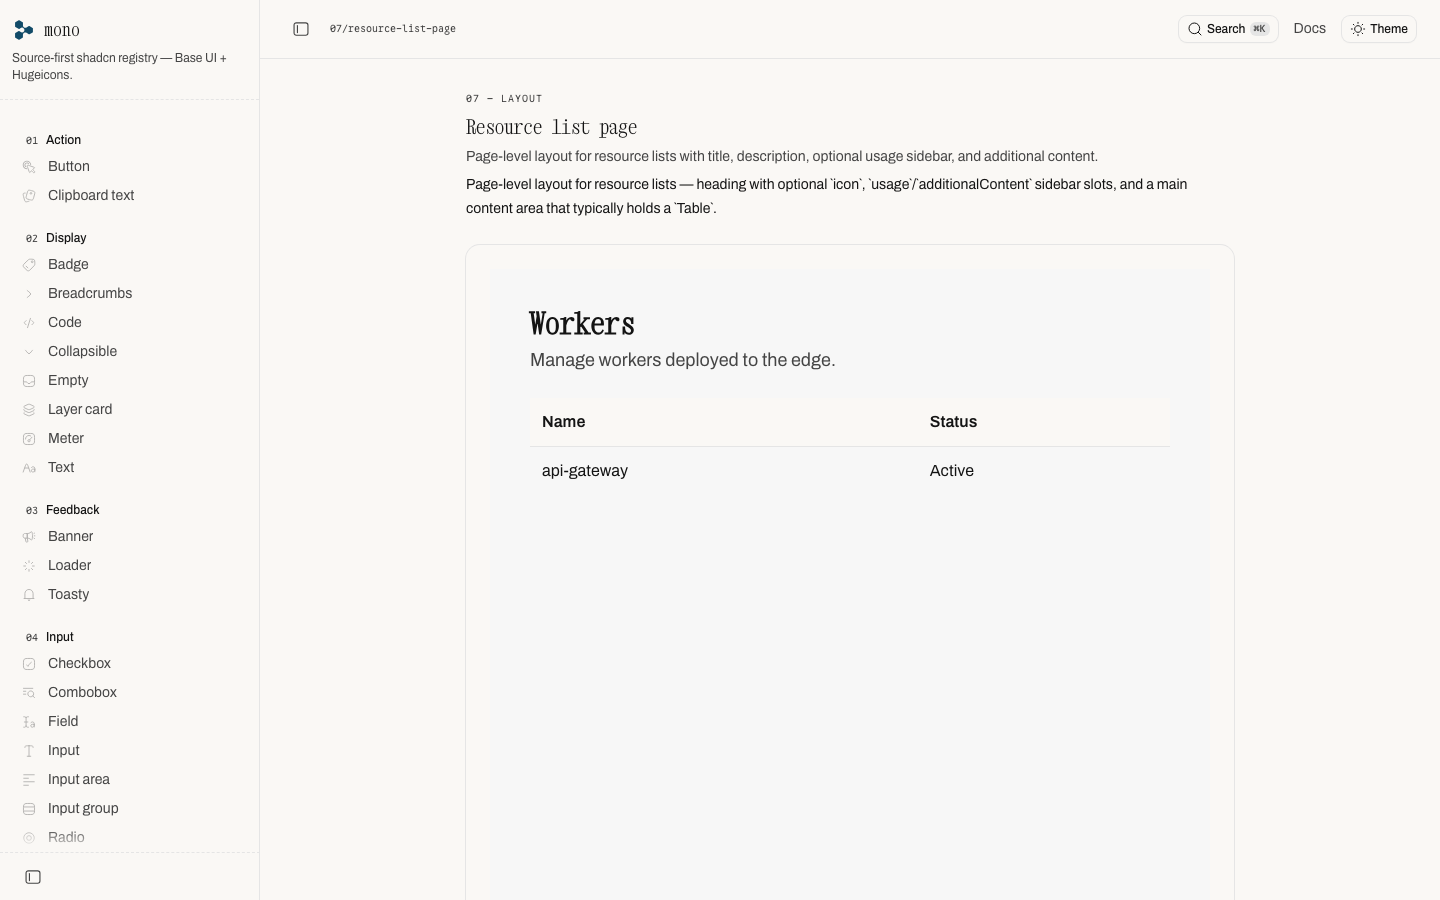 mono
Source-first shadcn registry — Base UI +
Hugeicons.
01 Action
Button
Clipboard text
02 Display
Badge
Breadcrumbs
Code
Collapsible
Empty
Layer card
Meter
Text
03 Feedback
Banner
Loader
Toasty
04 Input
Checkbox
Combobox
Field
Input
Input area
Input group
Radio
07/resource-list-page
Search ⌘K
Docs
Theme
07 — LAYOUT
Resource list page
Page-level layout for resource lists with title, description, optional usage sidebar, and additional content.
Page-level layout for resource lists — heading with optional `icon`, `usage`/`additionalContent` sidebar slots, and a main
content area that typically holds a `Table`.
Workers
Manage workers deployed to the edge.
Name Status
api-gateway Active